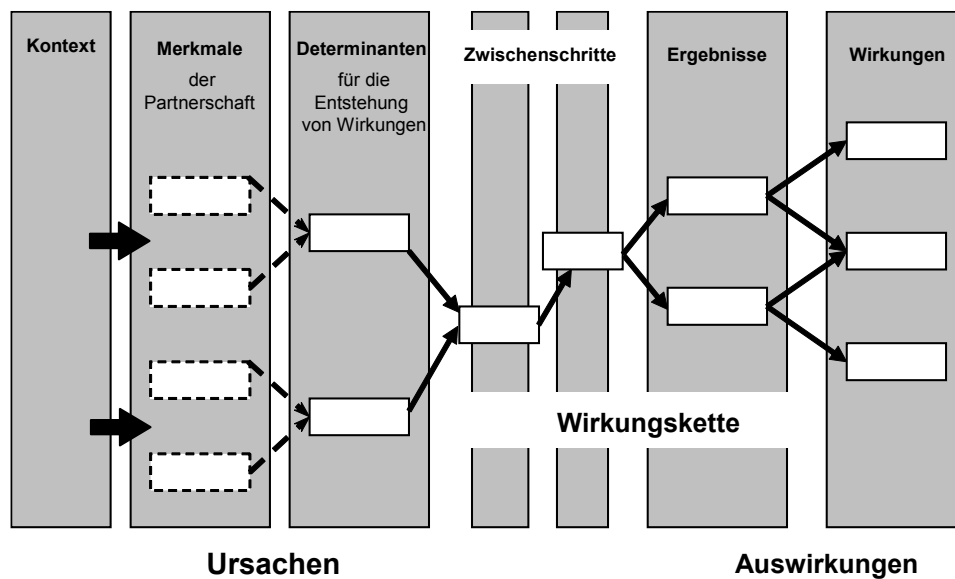 Kontext
Merkmale
der
Partnerschaft
Determinanten
für die
Entstehung
von Wirkungen
Zwischenschritte
Ergebnisse
Wirkungen
Wirkungskette
Ursachen
Auswirkungen